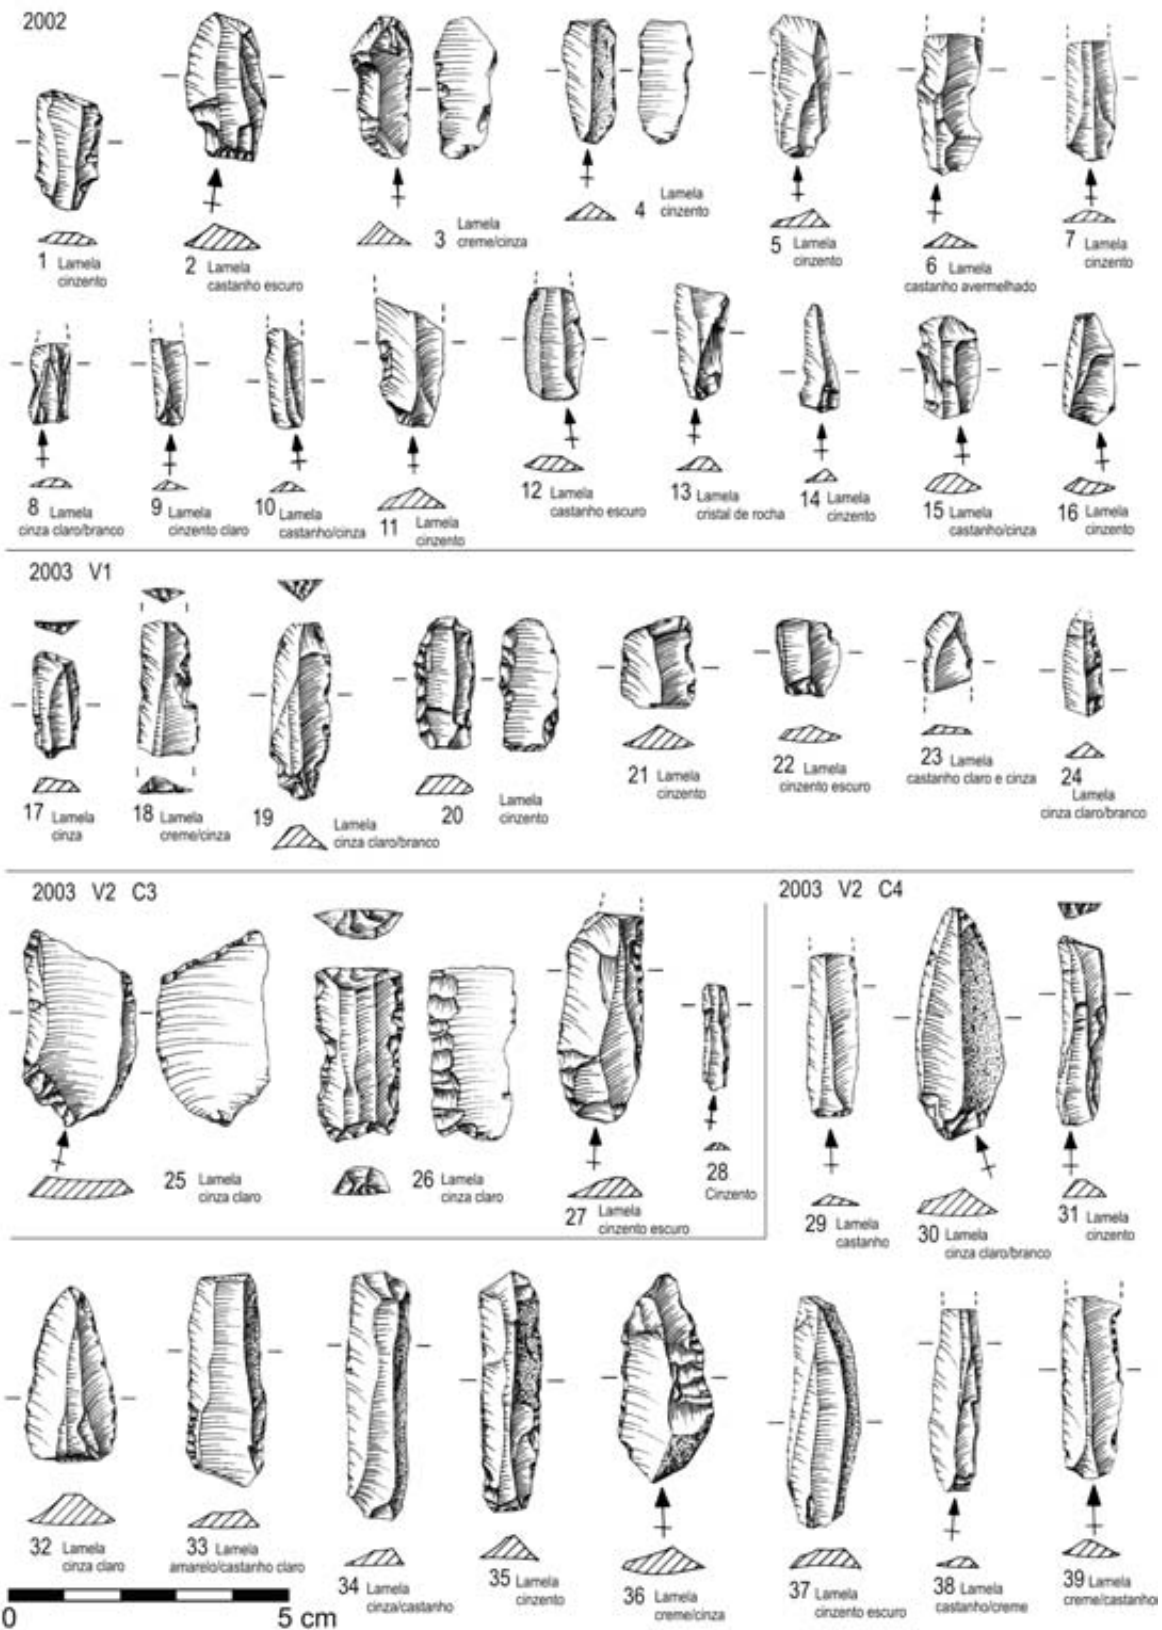 2002
1 Lamela
cinzento
2 Lamela
castanho escuro
3 Lamela
creme/cinza
4 Lamela
cinzento
5 Lamela
cinzento
6 Lamela
castanho avermelhado
7 Lamela
cinzento
8 Lamela
cinza claro/branco
9 Lamela
cinzento claro
10 Lamela
castanho/cinza
11 Lamela
cinzento
12 Lamela
castanho escuro
13 Lamela
cristal de rocha
14 Lamela
cinzento
15 Lamela
castanho/cinza
16 Lamela
cinzento
2003 V1
17 Lamela
cinza
18 Lamela
creme/cinza
19 Lamela
cinza claro/branco
20 Lamela
cinzento
21 Lamela
cinzento
22 Lamela
cinzento escuro
23 Lamela
castanho claro e cinza
24
Lamela
cinza claro/branco
2003 V2 C3
25 Lamela
cinza claro
26 Lamela
cinza claro
27 Lamela
cinzento escuro
28
Cinzento
2003 V2 C4
29 Lamela
castanho
30 Lamela
cinza claro/branco
31 Lamela
cinzento
32 Lamela
cinza claro
33 Lamela
amarelo/castanho claro
34 Lamela
cinza/castanho
35 Lamela
cinzento
36 Lamela
creme/cinza
37 Lamela
cinzento escuro
38 Lamela
castanho/creme
39 Lamela
creme/castanho
0 5 cm